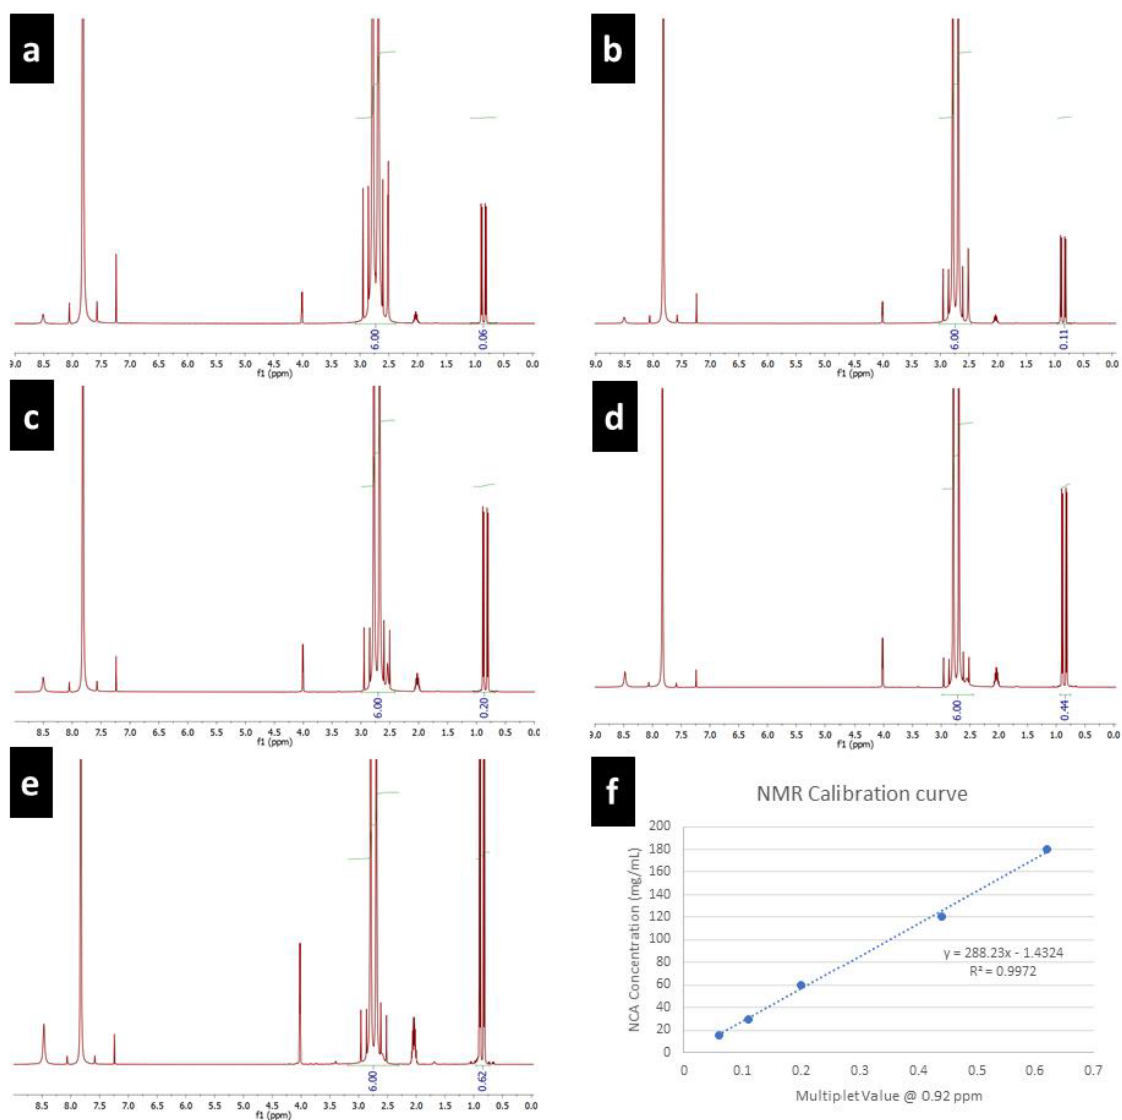 a
9.0 8.5 8.0 7.5 7.0 6.5 6.0 5.5 5.0 4.5 4.0 3.5 3.0 2.5 2.0 1.5 1.0 0.5 0.0
f1 (ppm)
6.00
0.06
b
9.0 8.5 8.0 7.5 7.0 6.5 6.0 5.5 5.0 4.5 4.0 3.5 3.0 2.5 2.0 1.5 1.0 0.5 0.0
f1 (ppm)
6.00
0.11
c
8.5 8.0 7.5 7.0 6.5 6.0 5.5 5.0 4.5 4.0 3.5 3.0 2.5 2.0 1.5 1.0 0.5 0.0
f1 (ppm)
6.00
0.20
d
9.0 8.5 8.0 7.5 7.0 6.5 6.0 5.5 5.0 4.5 4.0 3.5 3.0 2.5 2.0 1.5 1.0 0.5 0.0
f1 (ppm)
6.00
0.44
e
8.5 8.0 7.5 7.0 6.5 6.0 5.5 5.0 4.5 4.0 3.5 3.0 2.5 2.0 1.5 1.0 0.5 0.0
f1 (ppm)
6.00
0.62
f
NMR Calibration curve
NCA Concentration (mg/mL)
200
180
160
140
120
100
80
60
40
20
0
y = 288.23x - 1.4324
R² = 0.9972
0 0.1 0.2 0.3 0.4 0.5 0.6 0.7
Multiplet Value @ 0.92 ppm